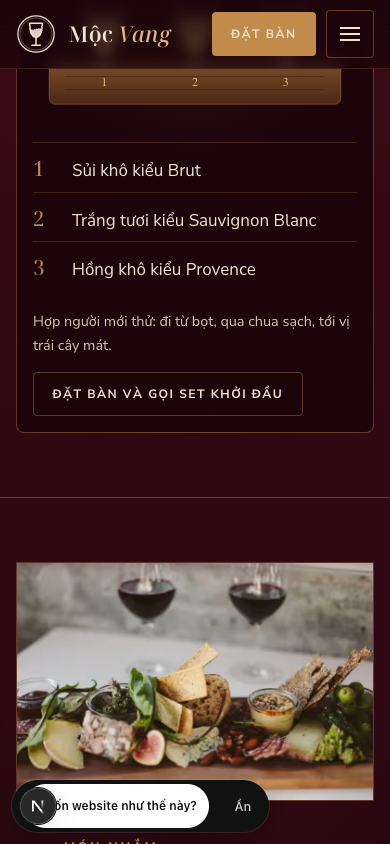 Mộc Vang
ĐẶT BÀN
1 2 3
1 Sủi khô kiểu Brut
2 Trắng tươi kiểu Sauvignon Blanc
3 Hồng khô kiểu Provence
Hợp người mới thử: đi từ bọt, qua chua sạch, tới vị
trái cây mát.
ĐẶT BÀN VÀ GỌI SET KHỞI ĐẦU
N
website như thế này?
Ẩn